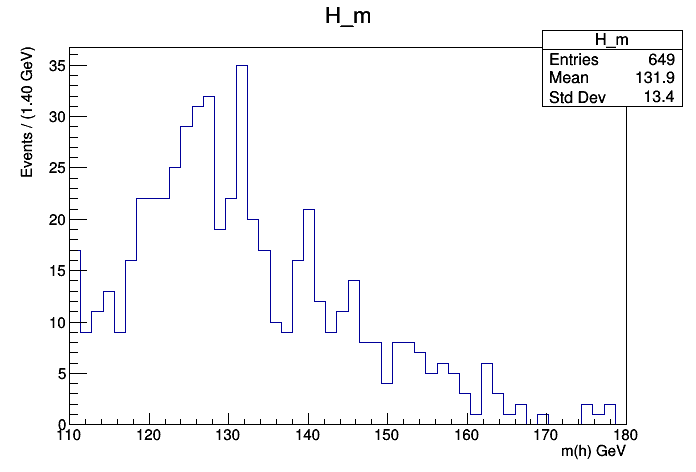 H_m
H_m
Entries 649
Mean 131.9
Std Dev 13.4
Events / (1.40 GeV)
35
30
25
20
15
10
5
0
110 120 130 140 150 160 170 180
m(h) GeV